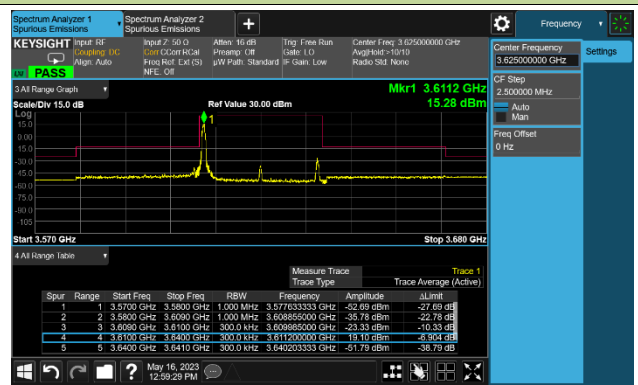 Spectrum Analyzer 1
Spurious Emissions
Spectrum Analyzer 2
Spurious Emissions
Frequency
KEYSIGHT
Input: RF
Coupling: DC
Align: Auto
Input Z: 50 Ω
Corr CCorr RCal
Freq Ref: Ext (S)
NFE: Off
Atten: 16 dB
Preamp: Off
µW Path: Standard
Trig: Free Run
Gate: LO
IF Gain: Low
Center Freq: 3.625000000 GHz
Avg|Hold:>10/10
Radio Std: None
PASS
Center Frequency
3.625000000 GHz
Settings
CF Step
2.500000 MHz
Auto
Man
Freq Offset
0 Hz
3 All Range Graph
Mkr1 3.6112 GHz
Scale/Div 15.0 dB
Ref Value 30.00 dBm
15.28 dBm
Log
15.0
0.00
-15.0
-30.0
-45.0
-60.0
-75.0
-90.0
-105
1
Start 3.570 GHz
Stop 3.680 GHz
4 All Range Table
Measure Trace Trace 1
Trace Type Trace Average (Active)
Spur Range Start Freq Stop Freq RBW Frequency Amplitude ΔLimit
1 1 3.5700 GHz 3.5800 GHz 1.000 MHz 3.577633333 GHz -52.69 dBm -27.69 dB
2 2 3.5800 GHz 3.6090 GHz 1.000 MHz 3.608855000 GHz -35.78 dBm -22.78 dB
3 3 3.6090 GHz 3.6100 GHz 300.0 kHz 3.609985000 GHz -23.33 dBm -10.33 dB
4 4 3.6100 GHz 3.6400 GHz 300.0 kHz 3.611200000 GHz 19.10 dBm -6.904 dB
5 5 3.6400 GHz 3.6410 GHz 300.0 kHz 3.640203333 GHz -51.79 dBm -38.79 dB
May 16, 2023
12:59:29 PM